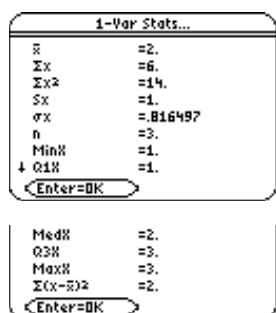 1-Var Stats...
x̄ =2.
Σx =6.
Σx² =14.
Sx =1.
σx =.816497
n =3.
MinX =1.
↓ Q1X =1.
Enter=OK
MedX =2.
Q3X =3.
MaxX =3.
Σ(x-x̄)² =2.
Enter=OK